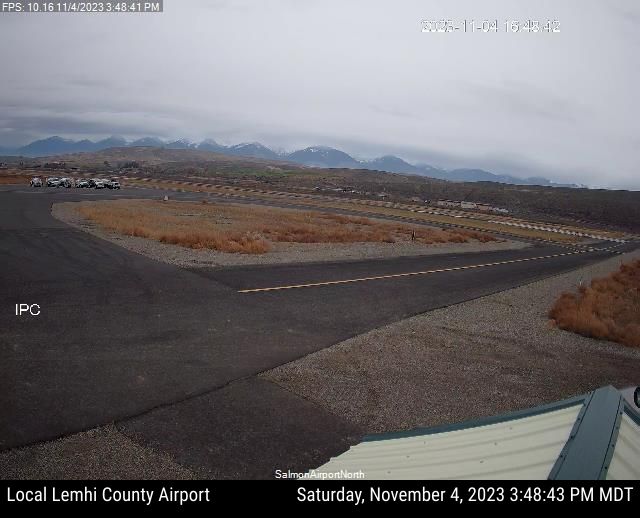 FPS: 10.16 11/4/2023 3:48:41 PM
2023-11-04 16:48:42
IPC
SalmonAirportNorth
Local Lemhi County Airport Saturday, November 4, 2023 3:48:43 PM MDT